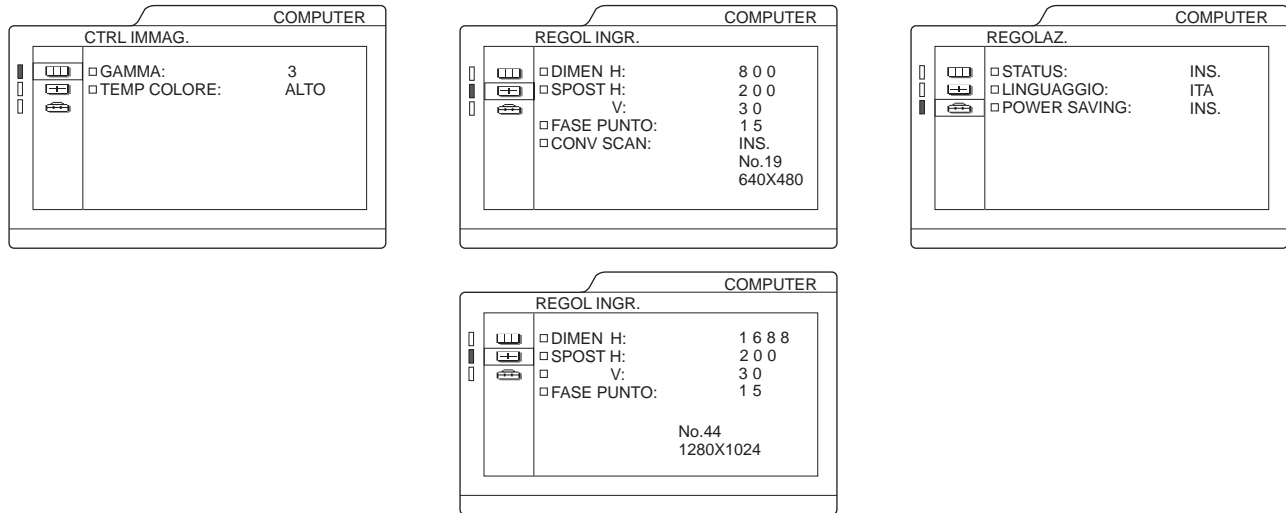 COMPUTER
CTRL IMMAG.
GAMMA: 3
TEMP COLORE: ALTO
COMPUTER
REGOL INGR.
DIMEN H: 800
SPOST H: 200
V: 30
FASE PUNTO: 15
CONV SCAN: INS.
No.19
640X480
COMPUTER
REGOLAZ.
STATUS: INS.
LINGUAGGIO: ITA
POWER SAVING: INS.
COMPUTER
REGOL INGR.
DIMEN H: 1688
SPOST H: 200
V: 30
FASE PUNTO: 15
No.44
1280X1024